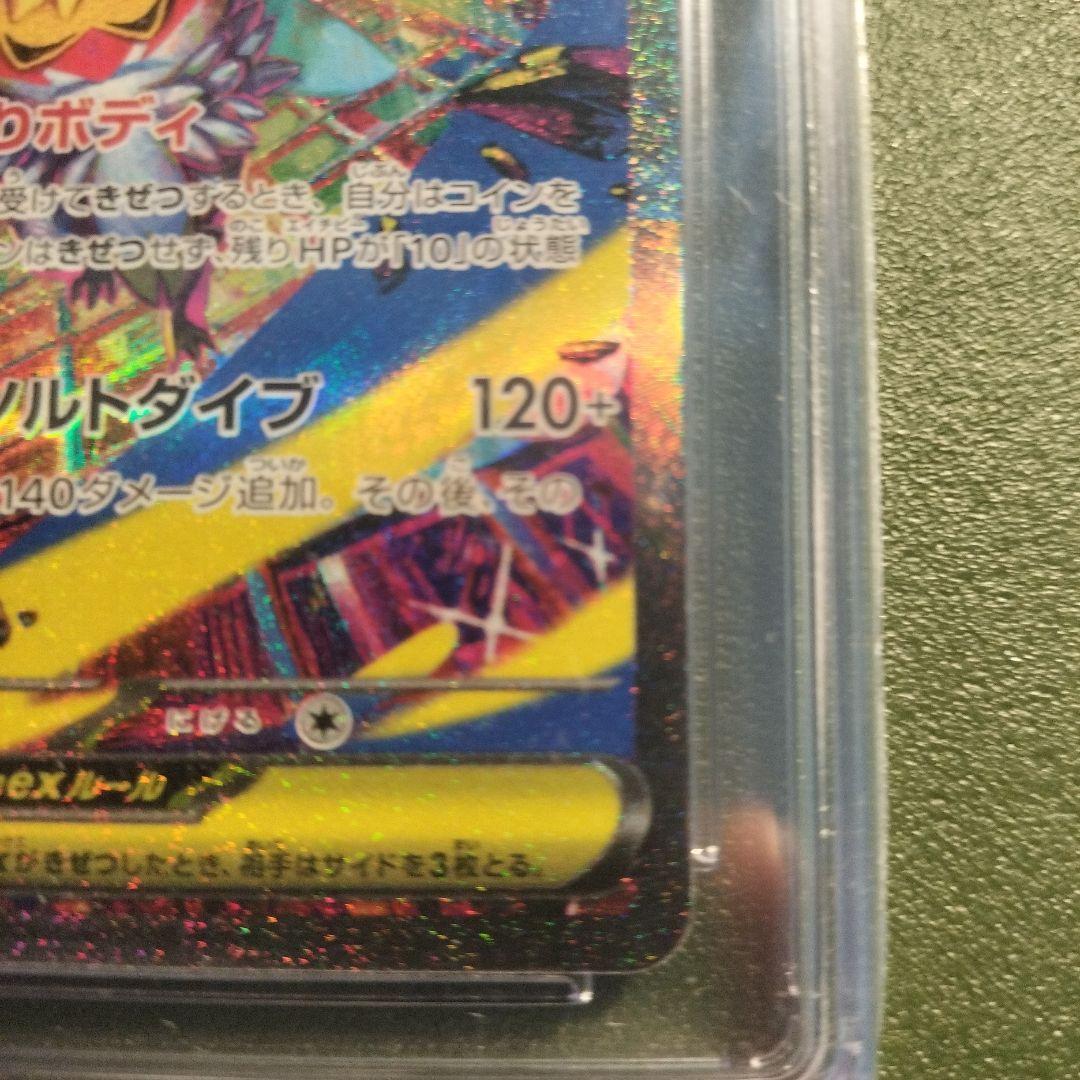 りボディ
受けてきぜつするとき、自分はコインを
ンはきぜつせず、残りHPが「10」の状態
ソルトダイブ 120+
140ダメージ追加。その後、その
にげる
exルール
がきぜつしたとき、相手はサイドを3枚とる。